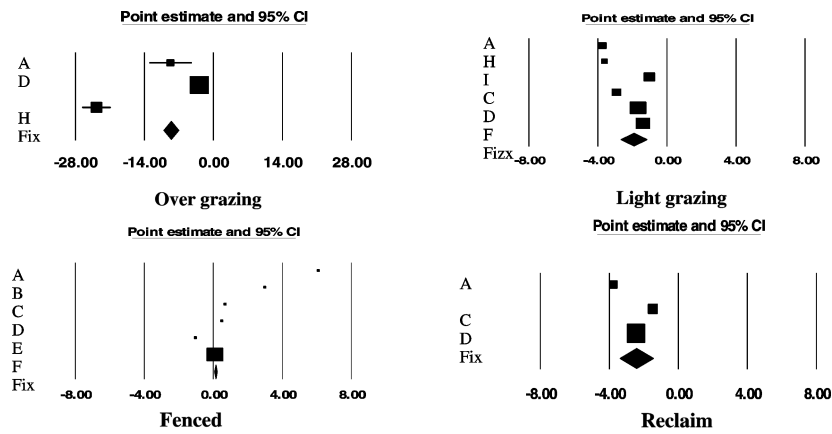 Point estimate and 95% CI
A
D
H
Fix
-28.00 -14.00 0.00 14.00 28.00
Over grazing
Point estimate and 95% CI
A
H
I
C
D
F
Fizx
-8.00 -4.00 0.00 4.00 8.00
Light grazing
Point estimate and 95% CI
A
B
C
D
E
F
Fix
-8.00 -4.00 0.00 4.00 8.00
Fenced
Point estimate and 95% CI
A
C
D
Fix
-8.00 -4.00 0.00 4.00 8.00
Reclaim